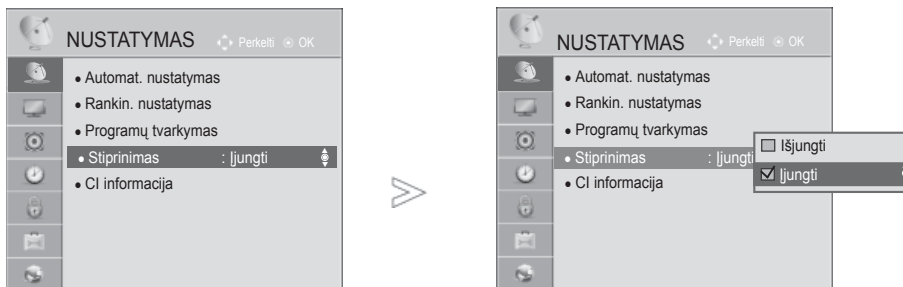 NUSTATYMAS Perkelti OK
• Automat. nustatymas
• Rankin. nustatymas
• Programų tvarkymas
• Stiprinimas : Įjungti
• CI informacija
NUSTATYMAS Perkelti OK
• Automat. nustatymas
• Rankin. nustatymas
• Programų tvarkymas
• Stiprinimas : Įjungti
• CI informacija
Išjungti
Įjungti